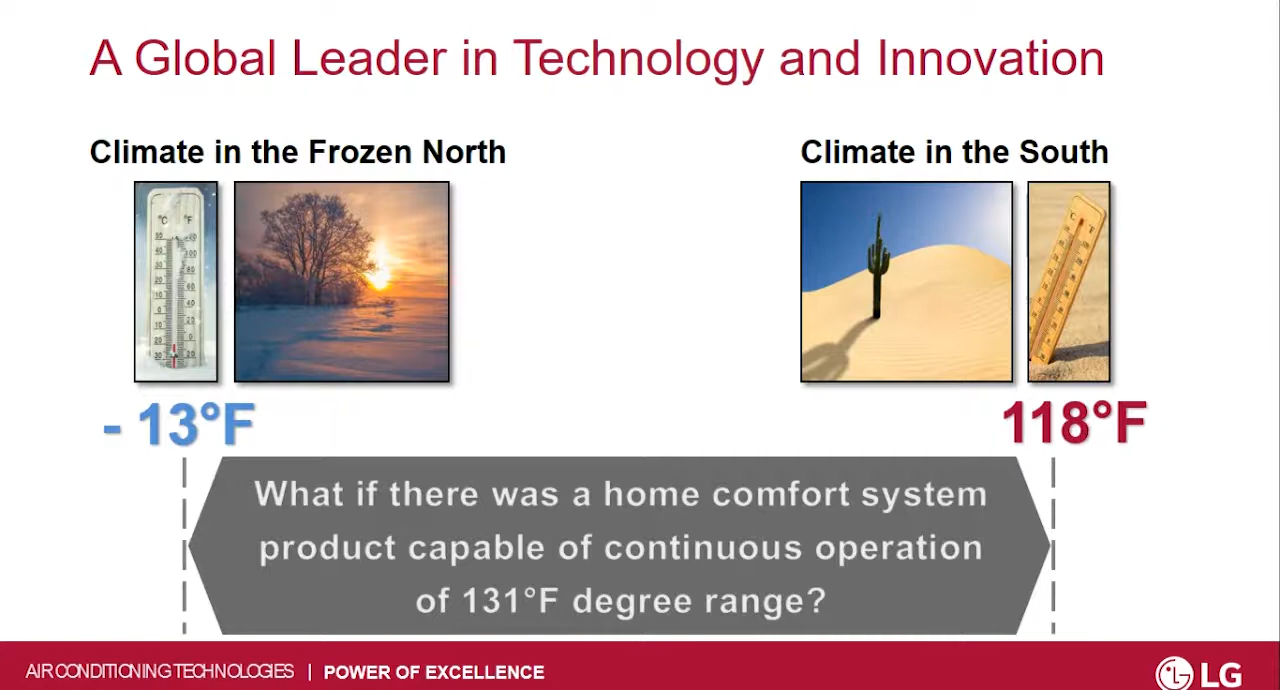 A Global Leader in Technology and Innovation
Climate in the Frozen North
Climate in the South
°C °F
C F
- 13°F
118°F
What if there was a home comfort system
product capable of continuous operation
of 131°F degree range?
AIR CONDITIONING TECHNOLOGIES | POWER OF EXCELLENCE
LG